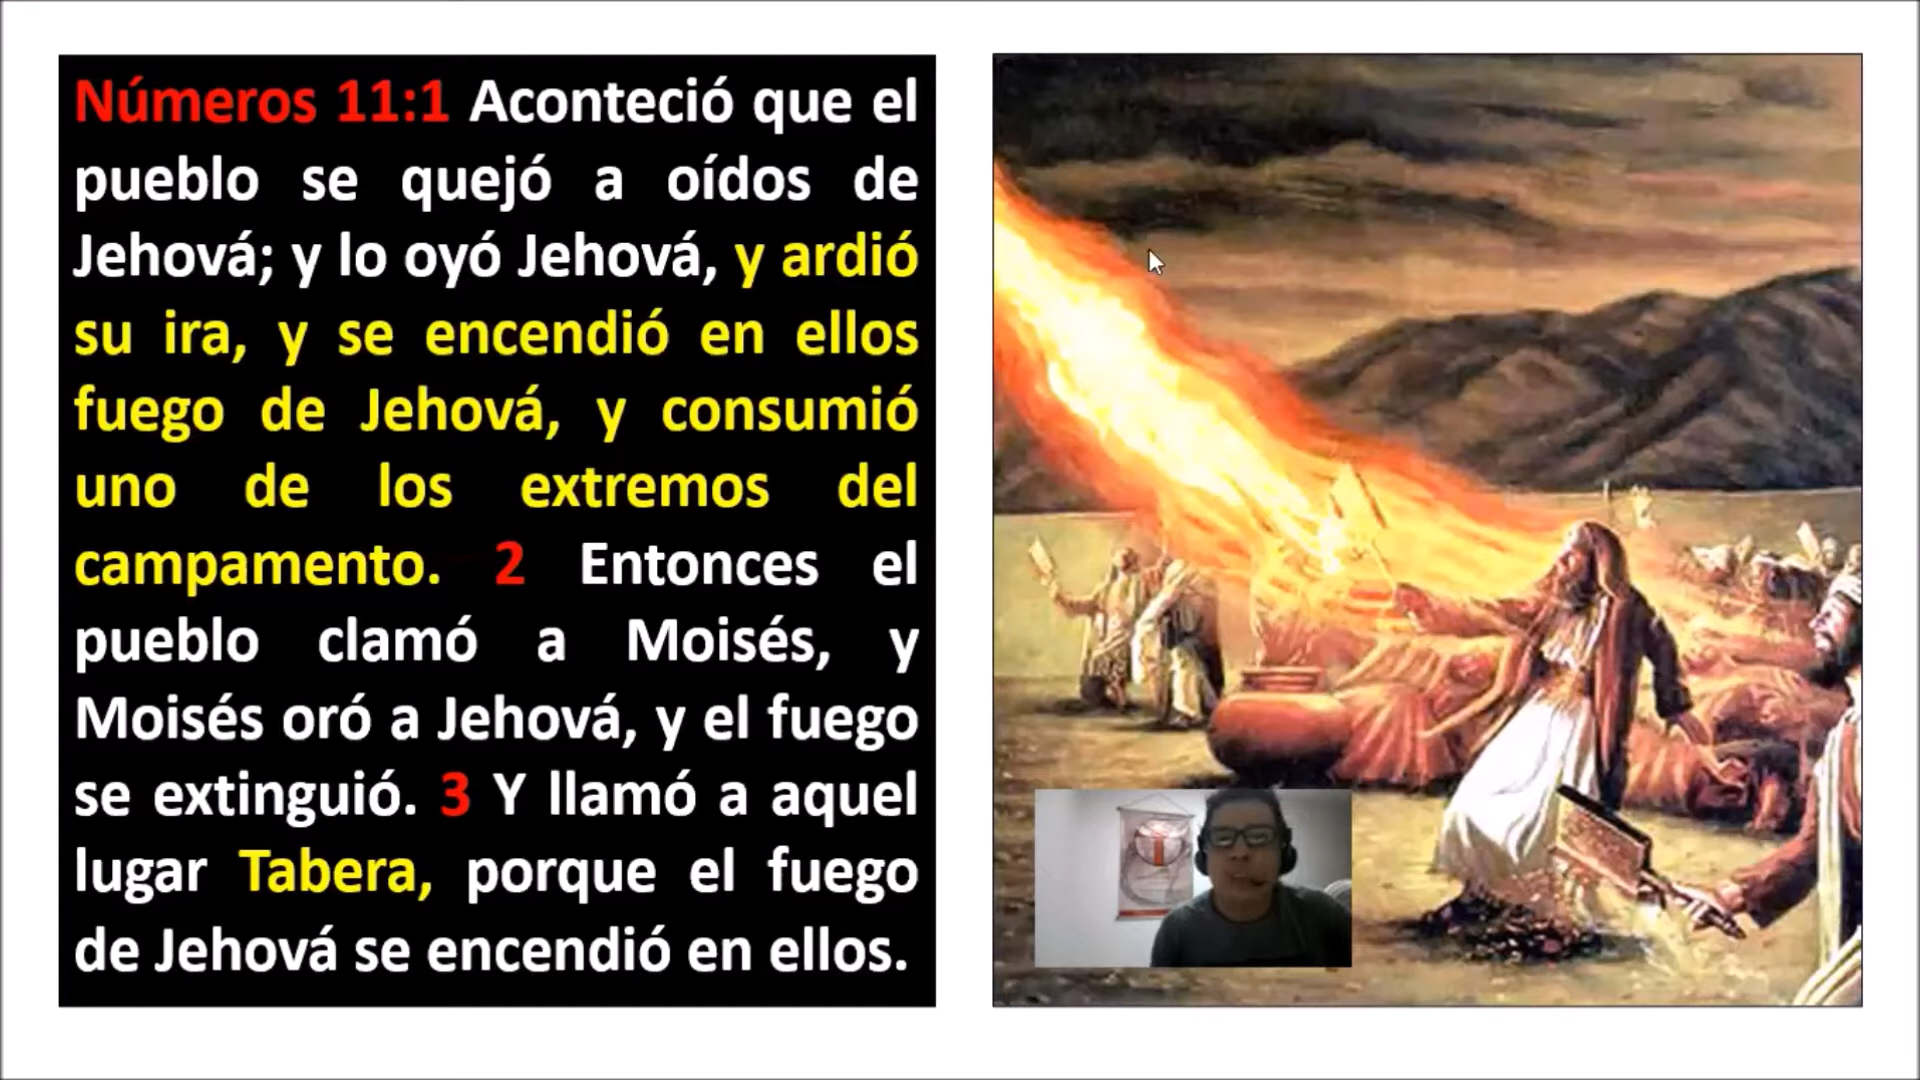 Números 11:1 Aconteció que el
pueblo se quejó a oídos de
Jehová; y lo oyó Jehová, y ardió
su ira, y se encendió en ellos
fuego de Jehová, y consumió
uno de los extremos del
campamento. 2 Entonces el
pueblo clamó a Moisés, y
Moisés oró a Jehová, y el fuego
se extinguió. 3 Y llamó a aquel
lugar Tabera, porque el fuego
de Jehová se encendió en ellos.